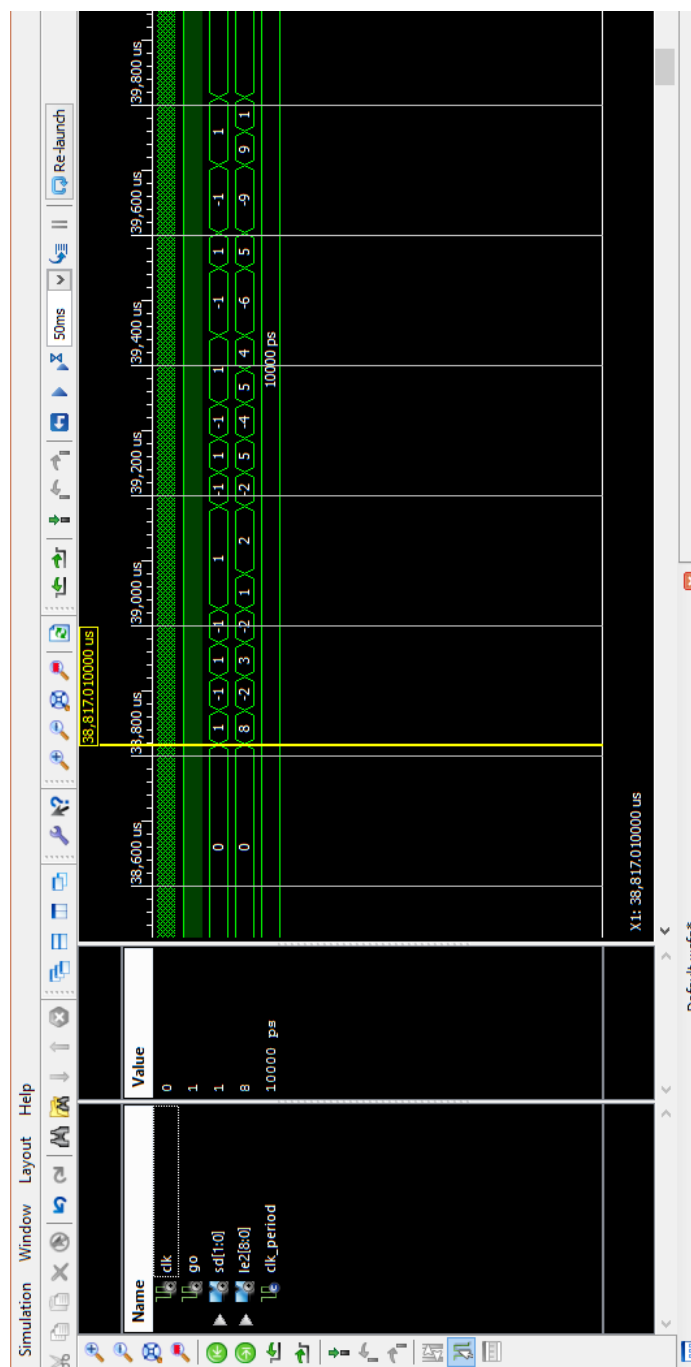 Simulation Window Layout Help
50ms Re-launch
Name
clk
go
sd[1:0]
le2[8:0]
clk_period
Value
0
1
1
8
10000 ps
38,817.010000 us
38,600 us 38,800 us 39,000 us 39,200 us 39,400 us 39,600 us 39,800 us
0 1 -1 1 -1 1 -1 1 -1 1 -1 1 -1 1
0 8 -2 3 -2 1 2 -2 5 -4 5 4 -6 5 -9 9 1
10000 ps
X1: 38,817.010000 us